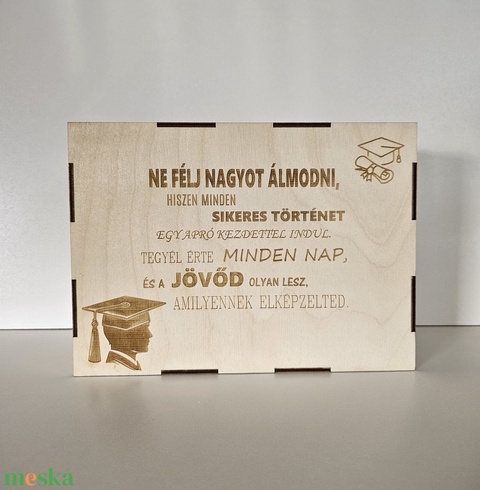 NE FÉLJ NAGYOT ÁLMODNI,
HISZEN MINDEN
SIKERES TÖRTÉNET
EGY APRÓ KEZDETTEL INDUL.
TEGYÉL ÉRTE MINDEN NAP,
ÉS A JÖVŐD OLYAN LESZ,
AMILYENNEK ELKÉPZELTED.
meska